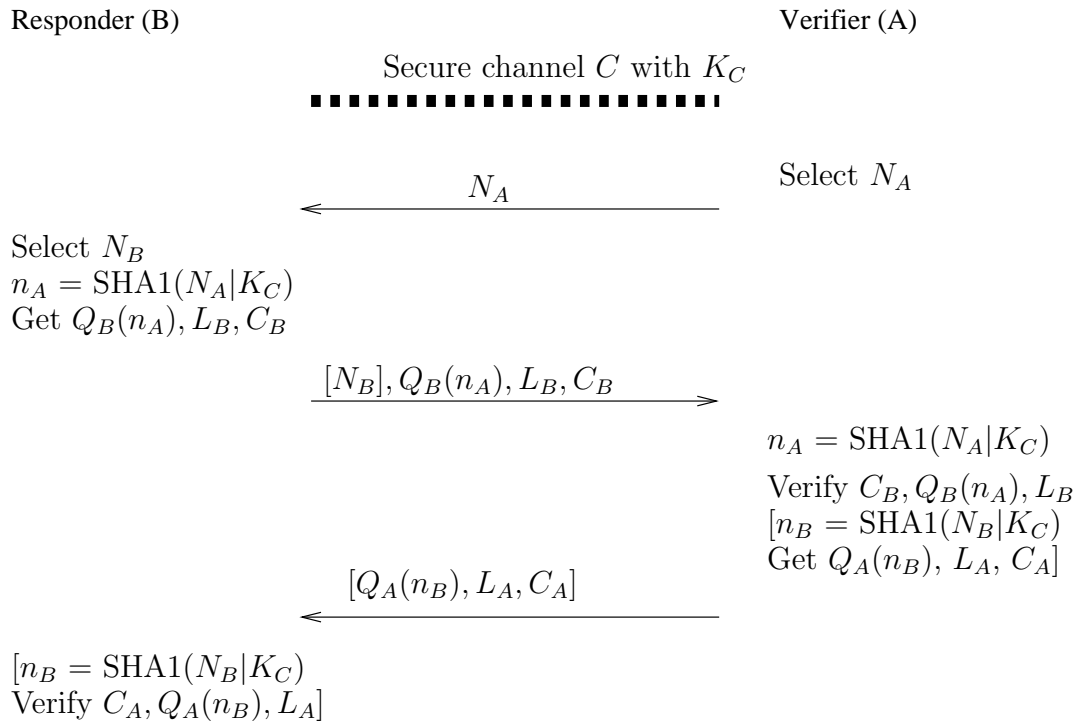 Responder (B)
Verifier (A)
Secure channel C with K_C
Select N_A
N_A
Select N_B
n_A = SHA1(N_A|K_C)
Get Q_B(n_A), L_B, C_B
[N_B], Q_B(n_A), L_B, C_B
n_A = SHA1(N_A|K_C)
Verify C_B, Q_B(n_A), L_B
[n_B = SHA1(N_B|K_C)
Get Q_A(n_B), L_A, C_A]
[Q_A(n_B), L_A, C_A]
[n_B = SHA1(N_B|K_C)
Verify C_A, Q_A(n_B), L_A]